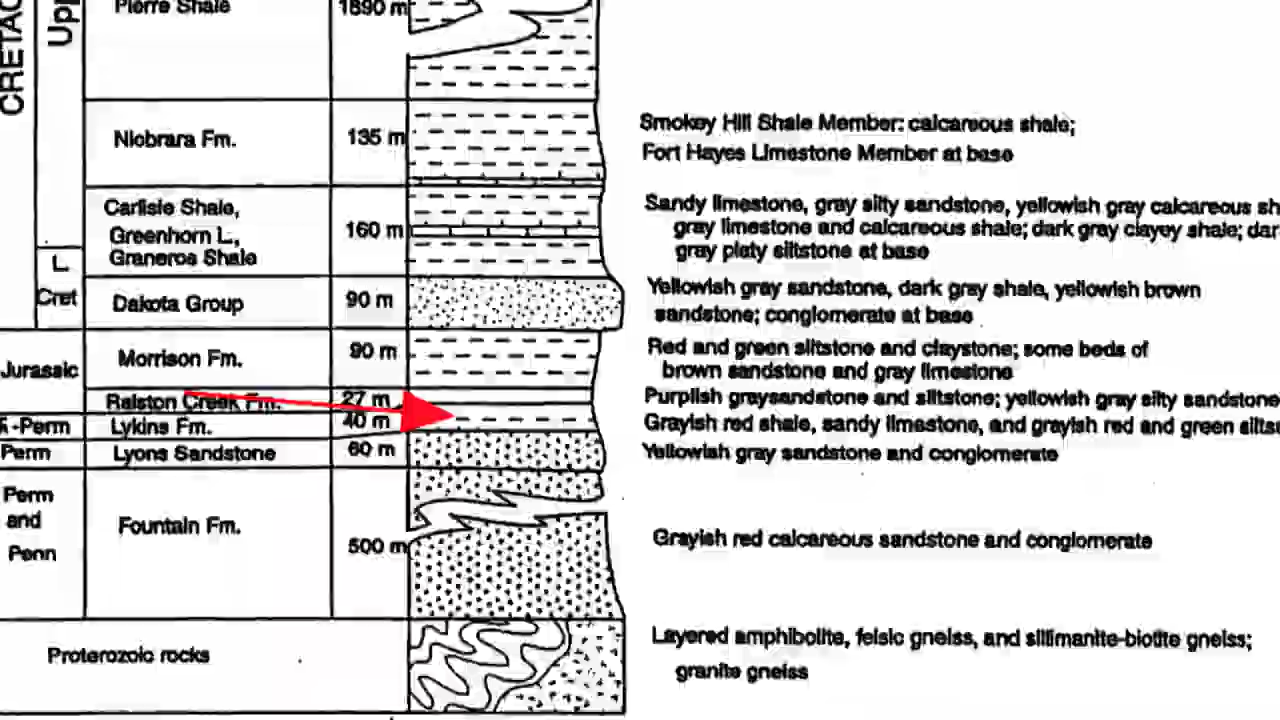 CRETAC
Upp
Pierre Shale
1890 m
Niobrara Fm.
135 m
Smokey Hill Shale Member: calcareous shale;
Fort Hayes Limestone Member at base
Carlisle Shale,
Greenhorn L.,
Graneros Shale
160 m
Sandy limestone, gray silty sandstone, yellowish gray calcareous sh
gray limestone and calcareous shale; dark gray clayey shale; dar
gray platy siltstone at base
L
Cret
Dakota Group
90 m
Yellowish gray sandstone, dark gray shale, yellowish brown
sandstone; conglomerate at base
Jurassic
Morrison Fm.
90 m
Red and green siltstone and claystone; some beds of
brown sandstone and gray limestone
Ralston Creek Fm.
27 m
Purplish graysandstone and siltstone; yellowish gray silty sandstone
-Perm
Lykins Fm.
40 m
Grayish red shale, sandy limestone, and grayish red and green siltst
Perm
Lyons Sandstone
60 m
Yellowish gray sandstone and conglomerate
Perm
and
Penn
Fountain Fm.
500 m
Grayish red calcareous sandstone and conglomerate
Proterozoic rocks
Layered amphibolite, felsic gneiss, and sillimanite-biotite gneiss;
granite gneiss